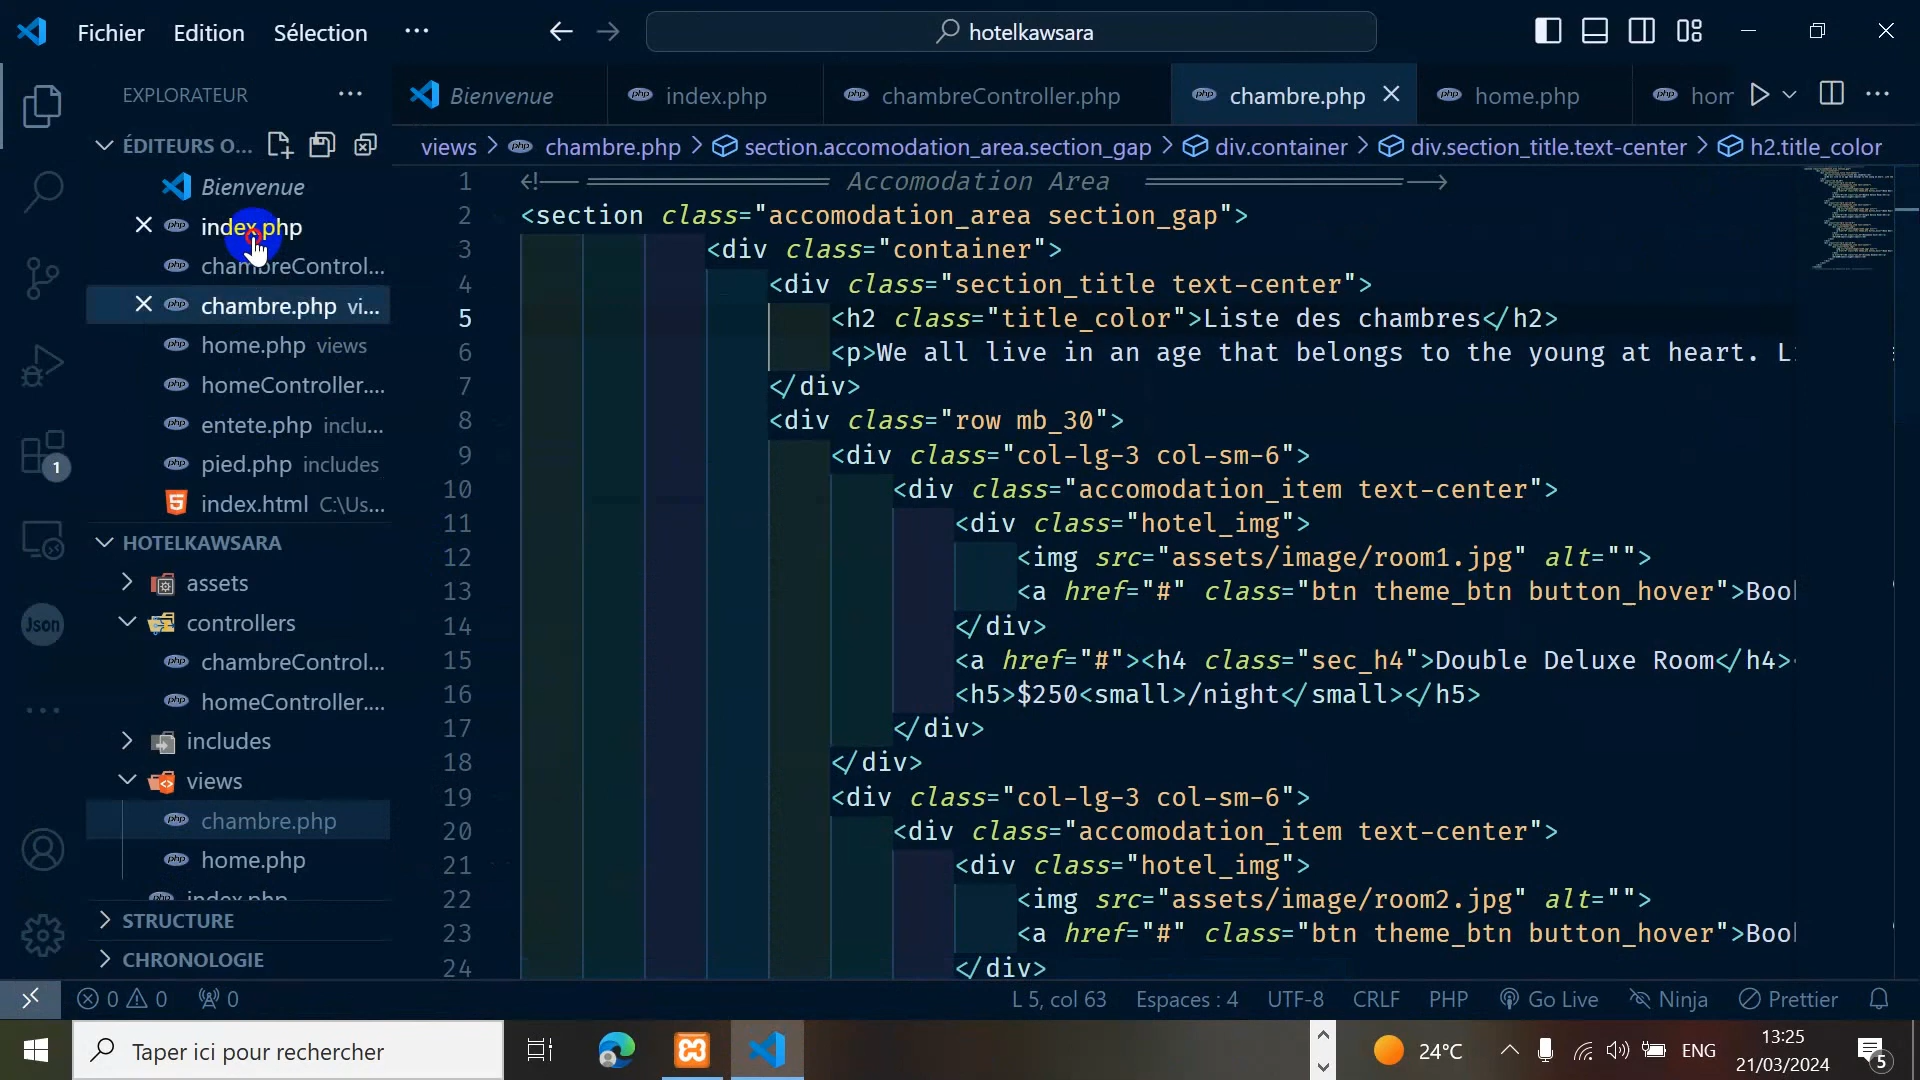 Fichier Edition Sélection ··· hotelkawsara
EXPLORATEUR ···
Bienvenue index.php chambreController.php chambre.php home.php hom
ÉDITEURS O...
views > chambre.php > section.accomodation_area.section_gap > div.container > div.section_title.text-center > h2.title_color
Bienvenue
index.php
chambreControl...
chambre.php vi...
home.php views
homeController....
entete.php inclu...
pied.php includes
index.html C:\Us...
HOTELKAWSARA
assets
controllers
chambreControl...
homeController....
includes
views
chambre.php
home.php
index.php
STRUCTURE
CHRONOLOGIE
1
Json
1 <!-- ================ Accomodation Area ================= -->
2 <section class="accomodation_area section_gap">
3 <div class="container">
4 <div class="section_title text-center">
5 <h2 class="title_color">Liste des chambres</h2>
6 <p>We all live in an age that belongs to the young at heart. Li
7 </div>
8 <div class="row mb_30">
9 <div class="col-lg-3 col-sm-6">
10 <div class="accomodation_item text-center">
11 <div class="hotel_img">
12 <img src="assets/image/room1.jpg" alt="">
13 <a href="#" class="btn theme_btn button_hover">Book
14 </div>
15 <a href="#"><h4 class="sec_h4">Double Deluxe Room</h4><
16 <h5>$250<small>/night</small></h5>
17 </div>
18 </div>
19 <div class="col-lg-3 col-sm-6">
20 <div class="accomodation_item text-center">
21 <div class="hotel_img">
22 <img src="assets/image/room2.jpg" alt="">
23 <a href="#" class="btn theme_btn button_hover">Book
24 </div>
0 0 0 L 5, col 63 Espaces : 4 UTF-8 CRLF PHP Go Live Ninja Prettier
Taper ici pour rechercher 24°C ENG 13:25
21/03/2024 5